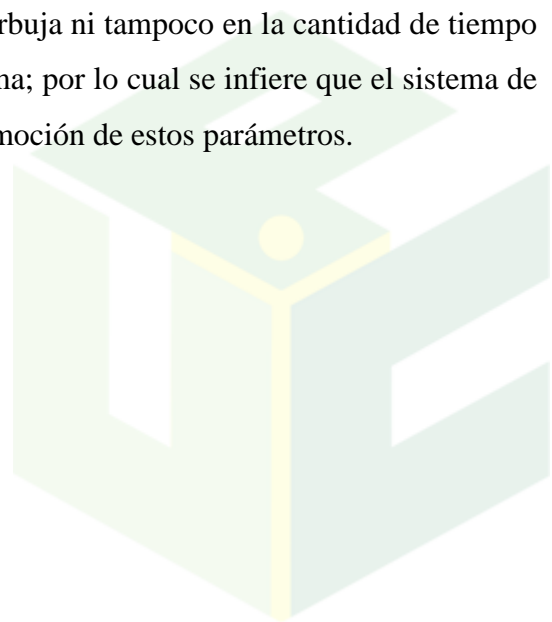 rbuja ni tampoco en la cantidad de tiempo
na; por lo cual se infiere que el sistema de
moción de estos parámetros.